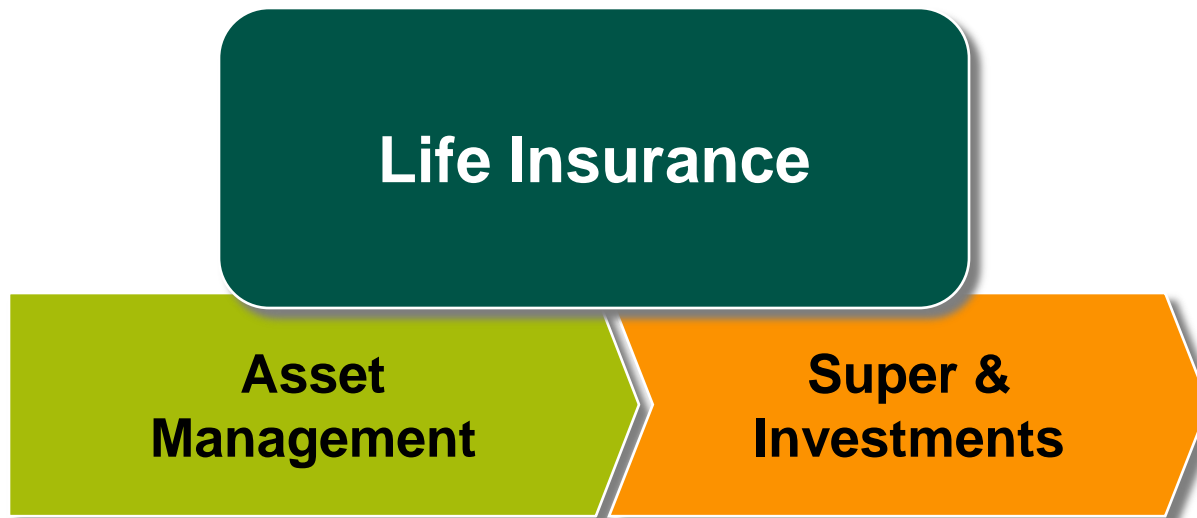 Life Insurance
Asset
Management
Super &
Investments